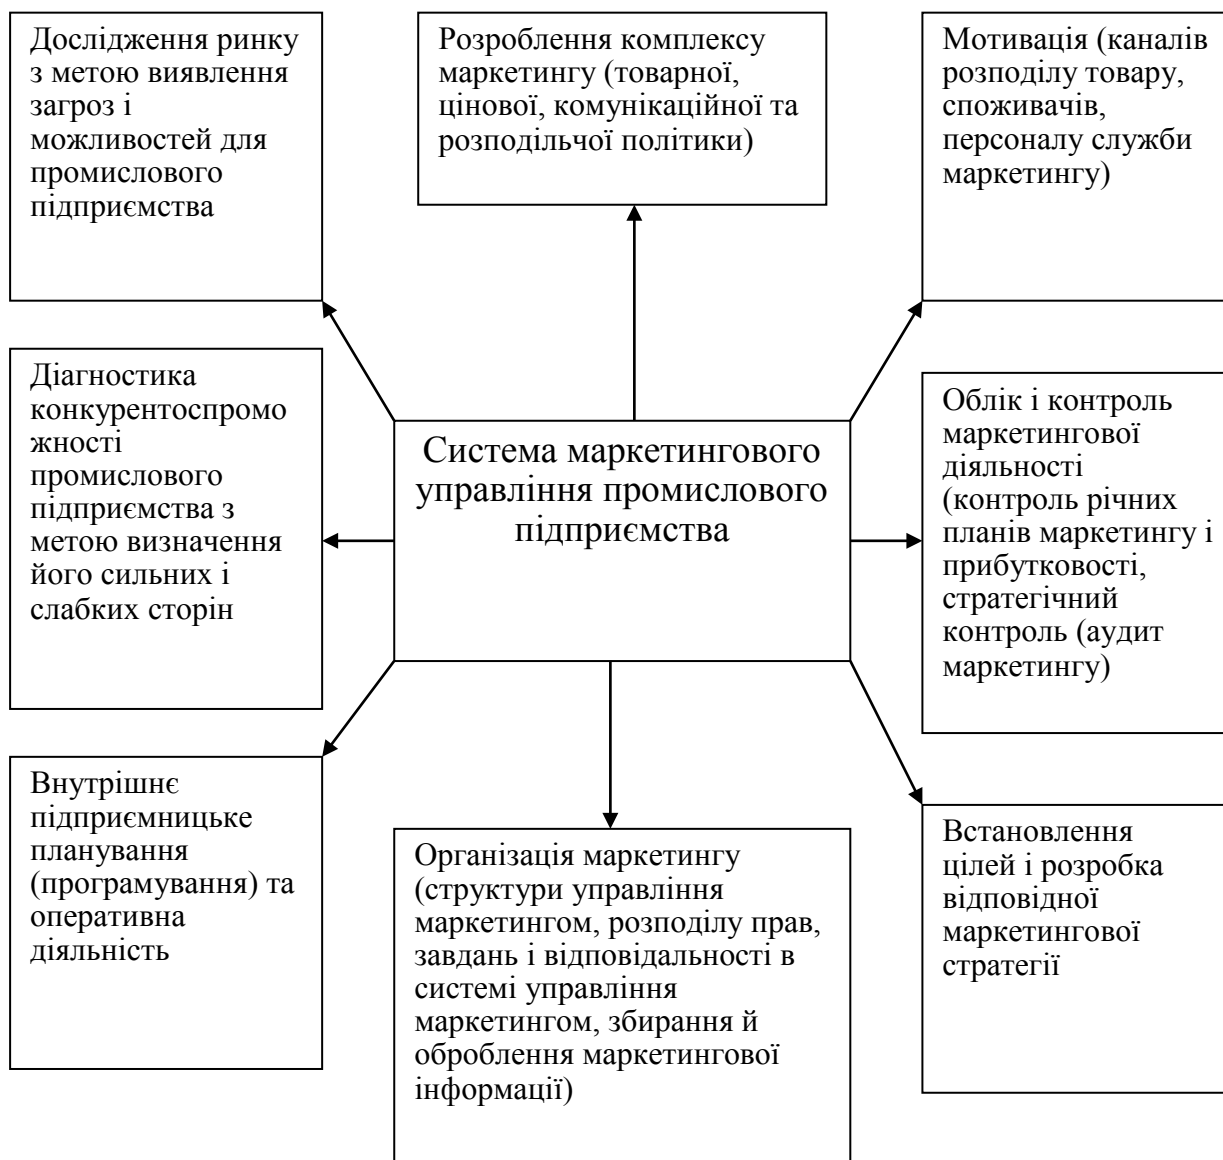 Дослідження ринку
з метою виявлення
загроз і
можливостей для
промислового
підприємства
Розроблення комплексу
маркетингу (товарної,
цінової, комунікаційної та
розподільчої політики)
Мотивація (каналів
розподілу товару,
споживачів,
персоналу служби
маркетингу)
Діагностика
конкурентоспромо
жності
промислового
підприємства з
метою визначення
його сильних і
слабких сторін
Система маркетингового
управління промислового
підприємства
Облік і контроль
маркетингової
діяльності
(контроль річних
планів маркетингу і
прибутковості,
стратегічний
контроль (аудит
маркетингу)
Внутрішнє
підприємницьке
планування
(програмування) та
оперативна
діяльність
Організація маркетингу
(структури управління
маркетингом, розподілу прав,
завдань і відповідальності в
системі управління
маркетингом, збирання й
оброблення маркетингової
інформації)
Встановлення
цілей і розробка
відповідної
маркетингової
стратегії